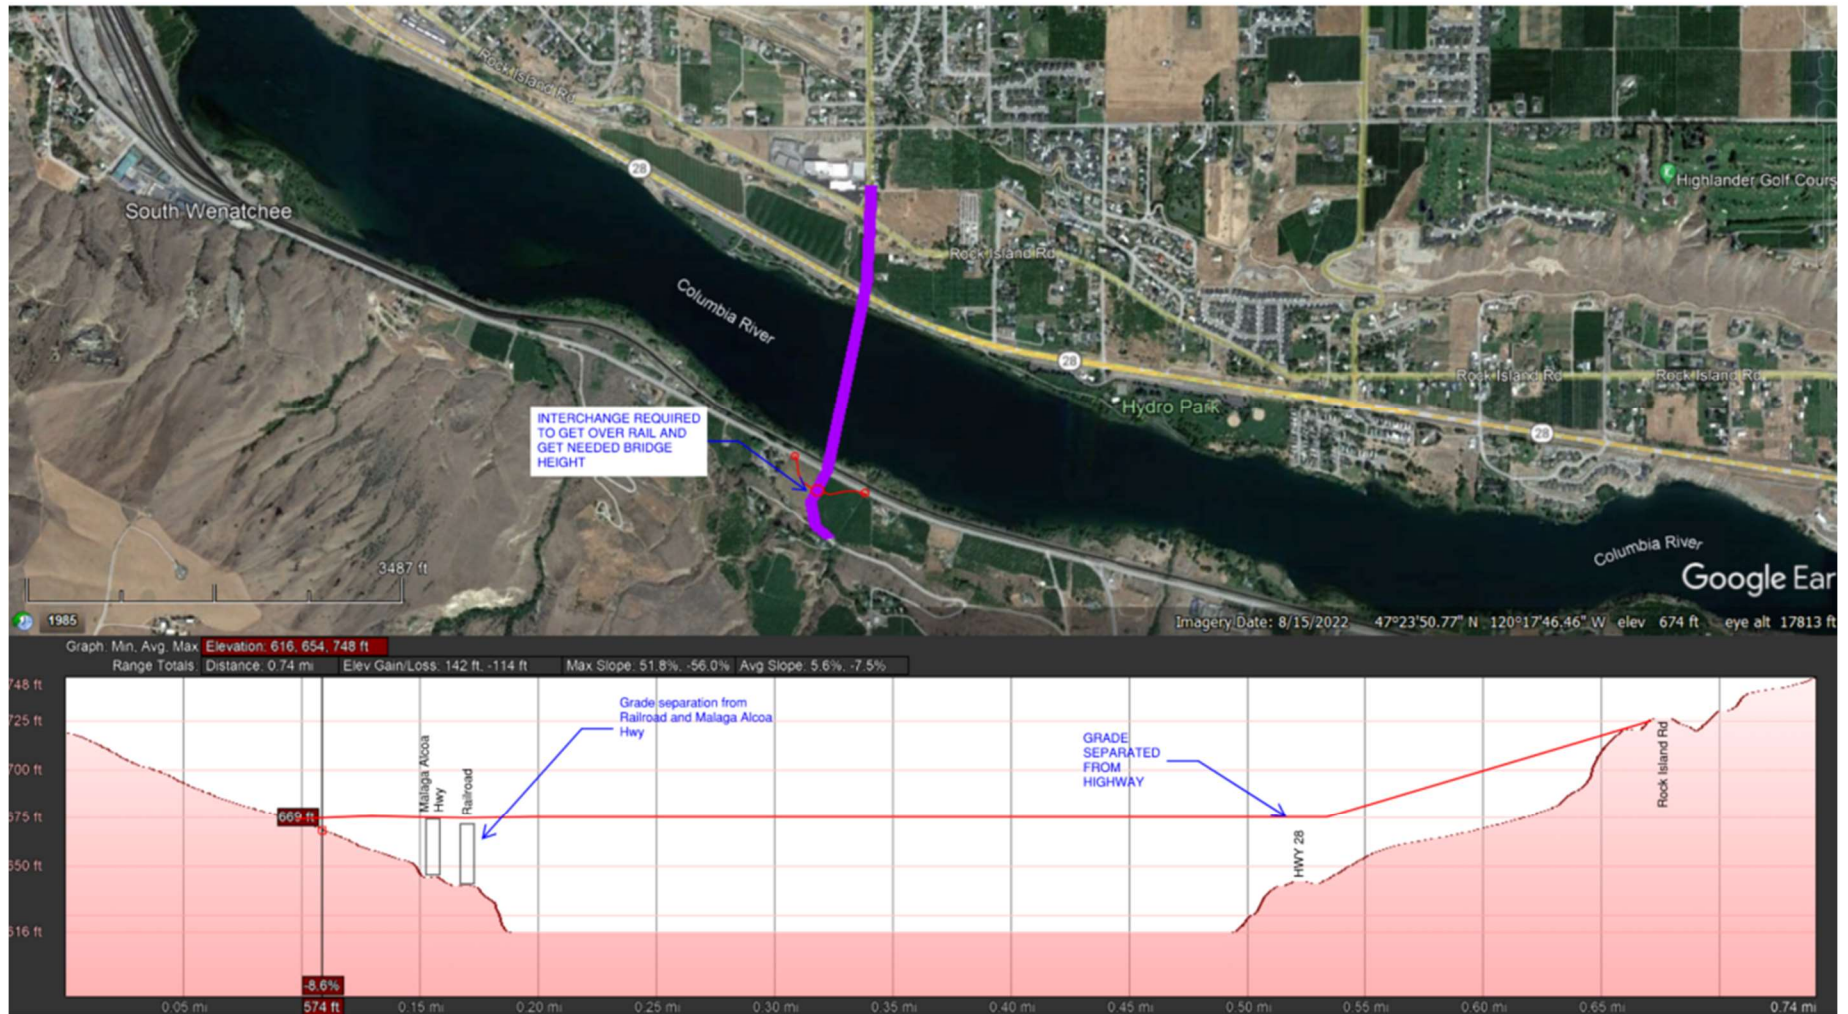 Rock Island Rd
28
South Wenatchee
Highlander Golf Cours
Rock Island Rd
Columbia River
28
Rock Island Rd
Rock Island Rd
Hydro Park
INTERCHANGE REQUIRED
TO GET OVER RAIL AND
GET NEEDED BRIDGE
HEIGHT
28
Columbia River
3487 ft
Google Ear
1985
Imagery Date: 8/15/2022 47°23'50.77" N 120°17'46.46" W elev 674 ft eye alt 17813 ft
Graph: Min, Avg, Max Elevation: 616, 654, 748 ft
Range Totals: Distance: 0.74 mi Elev Gain/Loss: 142 ft, -114 ft Max Slope: 51.8%, -56.0% Avg Slope: 5.6%, -7.5%
748 ft
725 ft
700 ft
675 ft
650 ft
616 ft
Grade separation from
Railroad and Malaga Alcoa
Hwy
Malaga Alcoa
Hwy
Railroad
669 ft
GRADE
SEPARATED
FROM
HIGHWAY
HWY 28
Rock Island Rd
-8.6%
0.05 mi 574 ft 0.15 mi 0.20 mi 0.25 mi 0.30 mi 0.35 mi 0.40 mi 0.45 mi 0.50 mi 0.55 mi 0.60 mi 0.65 mi 0.74 mi